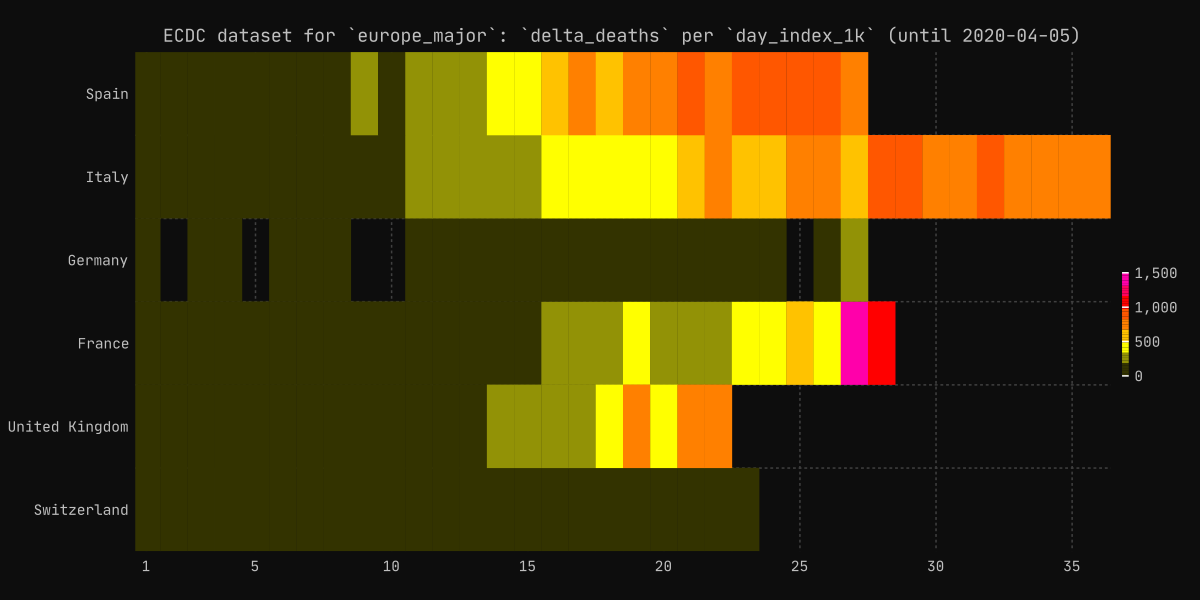 ECDC dataset for `europe_major`: `delta_deaths` per `day_index_1k` (until 2020-04-05)
Spain
Italy
Germany
France
United Kingdom
Switzerland
1,500
1,000
500
0
1 5 10 15 20 25 30 35